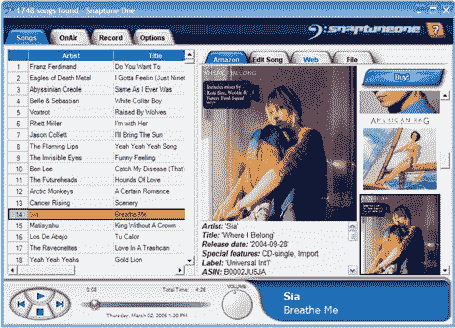 1748 songs found - Snaptune One
Songs
OnAir
Record
Options
snaptuneone
?
Artist Title
1 Franz Ferdinand Do You Want To
2 Eagles of Death Metal I Gotta Feelin (Just Ninet
3 Abyssinian Creole Same As I Ever Was
4 Belle & Sebastian White Collar Boy
5 Voxtrot Raised By Wolves
6 Rhett Miller I'm with Her
7 Jason Collett I'll Bring The Sun
8 The Flaming Lips Yeah Yeah Yeah Song
9 The Invisible Eyes Funny Feeling
10 Ben Lee Catch My Disease (That
11 The Futureheads Hounds Of Love
12 Arctic Monkeys A Certain Romance
13 Cancer Rising Scenery
14 Sia Breathe Me
15 Matisyahu King Without A Crown
16 Los De Abajo Tu Calor
17 The Raveonettes Love In A Trashcan
18 Yeah Yeah Yeahs Gold Lion
Amazon
Edit Song
Web
File
WHERE I BELONG
Artist: 'Sia'
Title: 'Where I Belong'
Release date: '2004-09-28'
Special features: CD-single, Import
Label: 'Universal Int'l'
ASIN: B0002JU6JA
Buy!
AMERICAN RAG
0:58
Total Time: 4:28
Thursday, March 02, 2006 1:30 PM
VOLUME
Sia
Breathe Me